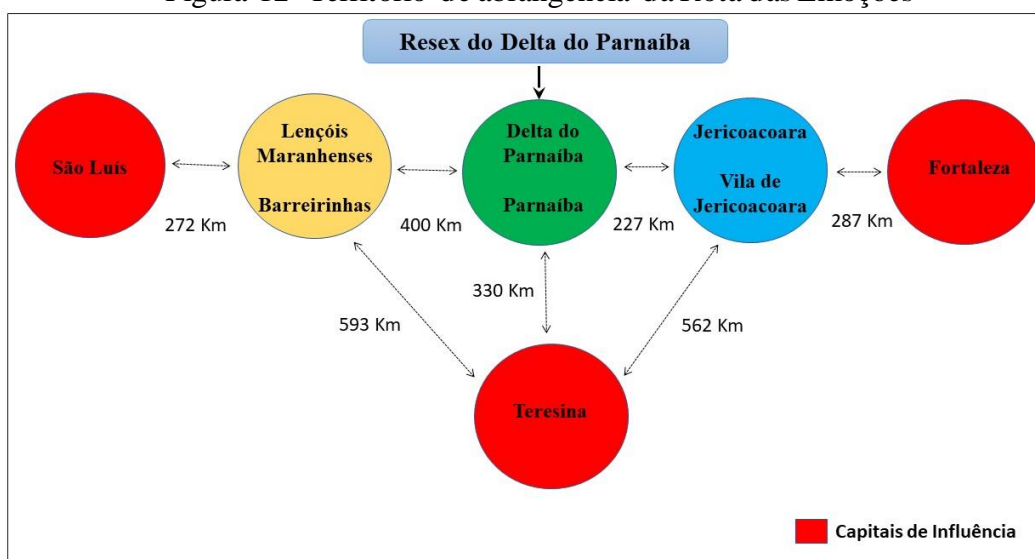 Resex do Delta do Parnaíba
São Luís
Lençóis
Maranhenses
Barreirinhas
Delta do
Parnaíba
Parnaíba
Jericoacoara
Vila de
Jericoacoara
Fortaleza
272 Km
400 Km
227 Km
287 Km
330 Km
593 Km
562 Km
Teresina
Capitais de Influência